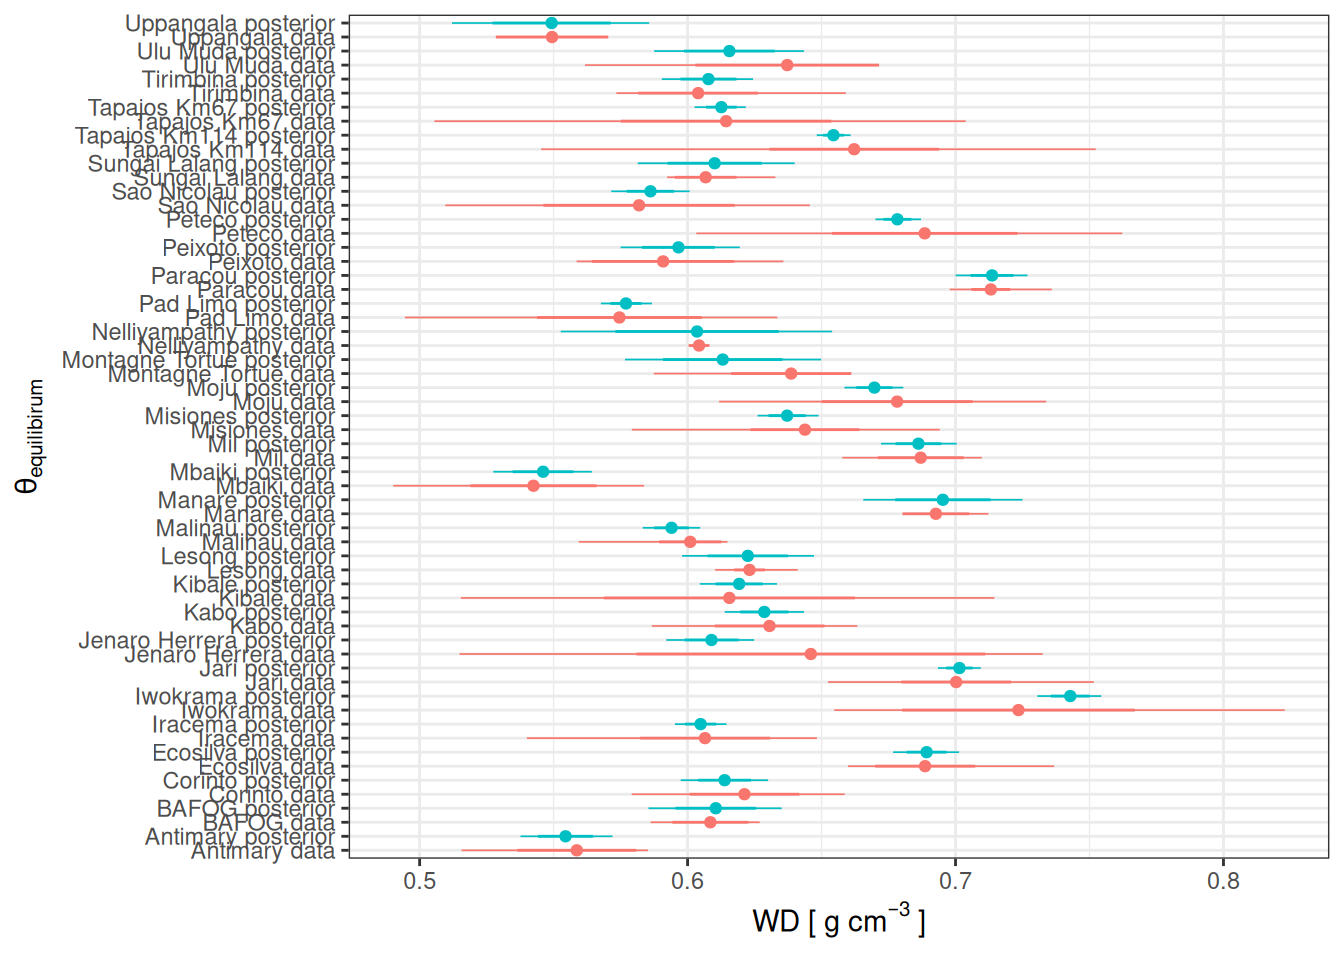 Uppangala posterior
Uppangala data
Ulu Muda posterior
Ulu Muda data
Tirimbina posterior
Tirimbina data
Tapajos Km67 posterior
Tapajos Km67 data
Tapajos Km114 posterior
Tapajos Km114 data
Sungai Lalang posterior
Sungai Lalang data
Sao Nicolau posterior
Sao Nicolau data
Peteco posterior
Peteco data
Peixoto posterior
Peixoto data
Paracou posterior
Paracou data
Pad Limo posterior
Pad Limo data
Nelliyampathy posterior
Nelliyampathy data
Montagne Tortue posterior
Montagne Tortue data
Moju posterior
Moju data
Misiones posterior
Misiones data
Mil posterior
Mil data
Mbaiki posterior
Mbaiki data
Manare posterior
Manare data
Malinau posterior
Malinau data
Lesong posterior
Lesong data
Kibale posterior
Kibale data
Kabo posterior
Kabo data
Jenaro Herrera posterior
Jenaro Herrera data
Jari posterior
Jari data
Iwokrama posterior
Iwokrama data
Iracema posterior
Iracema data
Ecosilva posterior
Ecosilva data
Corinto posterior
Corinto data
BAFOG posterior
BAFOG data
Antimary posterior
Antimary data
θequilibirum
0.5 0.6 0.7 0.8
WD [ g cm−3 ]